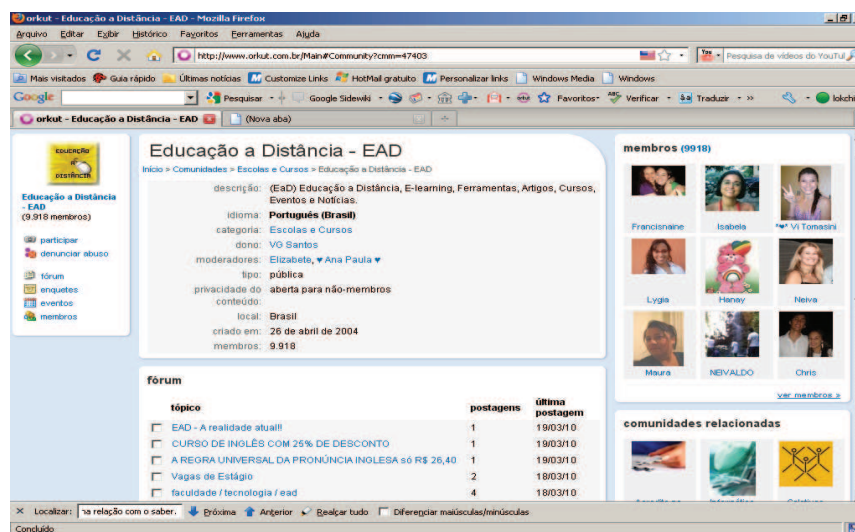 orkut - Educação a Distância - EAD - Mozilla Firefox
Arquivo Editar Exibir Histórico Favoritos Ferramentas Ajuda
http://www.orkut.com.br/Main#Community?cmm=47403
Pesquisa de vídeos do YouTul
Mais visitados Guia rápido Últimas notícias Customize Links HotMail gratuito Personalizar links Windows Media Windows
Google Pesquisar Google Sidewiki Favoritos Verificar Traduzir lokchi
orkut - Educação a Distância - EAD (Nova aba)
EDUCAÇÃO
A
DISTÂNCIA
Educação a Distância
- EAD
(9.918 membros)
participar
denunciar abuso
fórum
enquetes
eventos
membros
Educação a Distância - EAD
Início > Comunidades > Escolas e Cursos > Educação a Distância - EAD
descrição: (EaD) Educação a Distância, E-learning, Ferramentas, Artigos, Cursos,
Eventos e Notícias.
idioma: Português (Brasil)
categoria: Escolas e Cursos
dono: VG Santos
moderadores: Elizabete, ♥ Ana Paula ♥
tipo: pública
privacidade do aberta para não-membros
conteúdo:
local: Brasil
criado em: 26 de abril de 2004
membros: 9.918
fórum
tópico postagens última
postagem
EAD - A realidade atual!! 1 19/03/10
CURSO DE INGLÊS COM 25% DE DESCONTO 1 19/03/10
A REGRA UNIVERSAL DA PRONÚNCIA INGLESA só R$ 26,40 1 19/03/10
Vagas de Estágio 2 18/03/10
faculdade / tecnologia / ead 4 18/03/10
membros (9918)
Francisnaine Isabela *♥* Vi Tomasini
Lygia Hanay Neiva
Maura NEIVALDO Chris
ver membros »
comunidades relacionadas
Localizar: na relação com o saber. Próxima Anterior Realçar tudo Diferenciar maiúsculas/minúsculas
Concluído